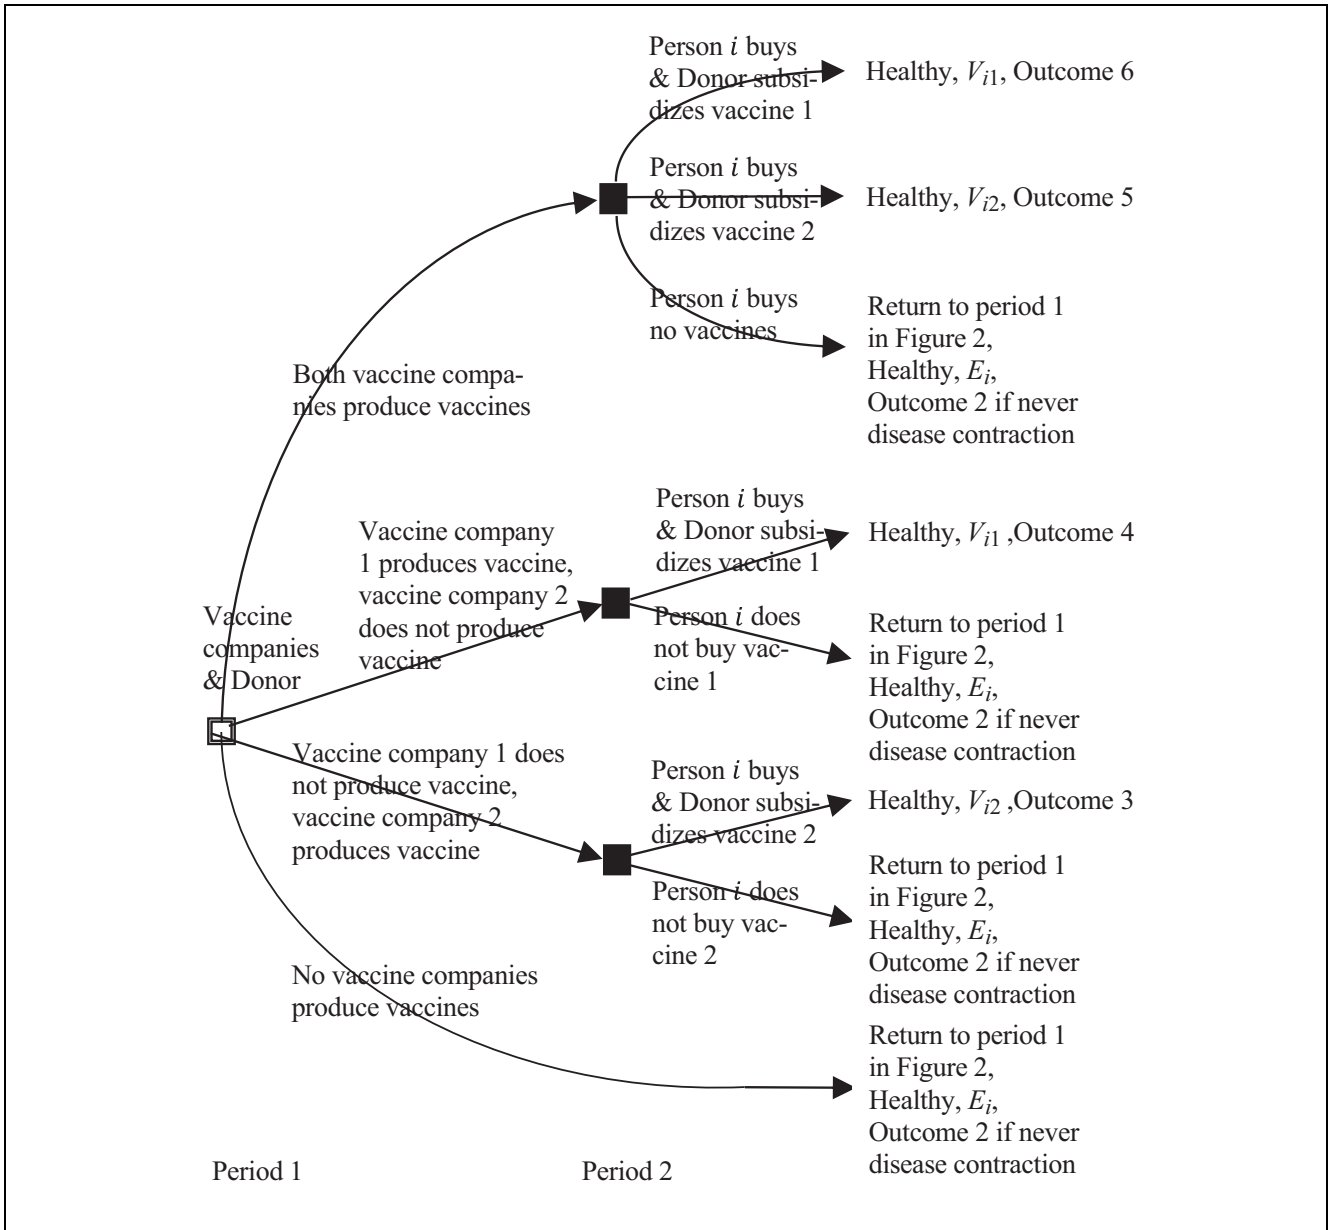 Person i buys
& Donor subsi-
dizes vaccine 1
Healthy, Vi1, Outcome 6
Person i buys
& Donor subsi-
dizes vaccine 2
Healthy, Vi2, Outcome 5
Person i buys
no vaccines
Return to period 1
in Figure 2,
Healthy, Ei,
Outcome 2 if never
disease contraction
Both vaccine compa-
nies produce vaccines
Person i buys
& Donor subsi-
dizes vaccine 1
Healthy, Vi1 ,Outcome 4
Vaccine company
1 produces vaccine,
vaccine company 2
does not produce
vaccine
Person i does
not buy vac-
cine 1
Return to period 1
in Figure 2,
Healthy, Ei,
Outcome 2 if never
disease contraction
Vaccine
companies
& Donor
Vaccine company 1 does
not produce vaccine,
vaccine company 2
produces vaccine
Person i buys
& Donor subsi-
dizes vaccine 2
Healthy, Vi2 ,Outcome 3
Person i does
not buy vac-
cine 2
Return to period 1
in Figure 2,
Healthy, Ei,
Outcome 2 if never
disease contraction
No vaccine companies
produce vaccines
Return to period 1
in Figure 2,
Healthy, Ei,
Outcome 2 if never
disease contraction
Period 1
Period 2